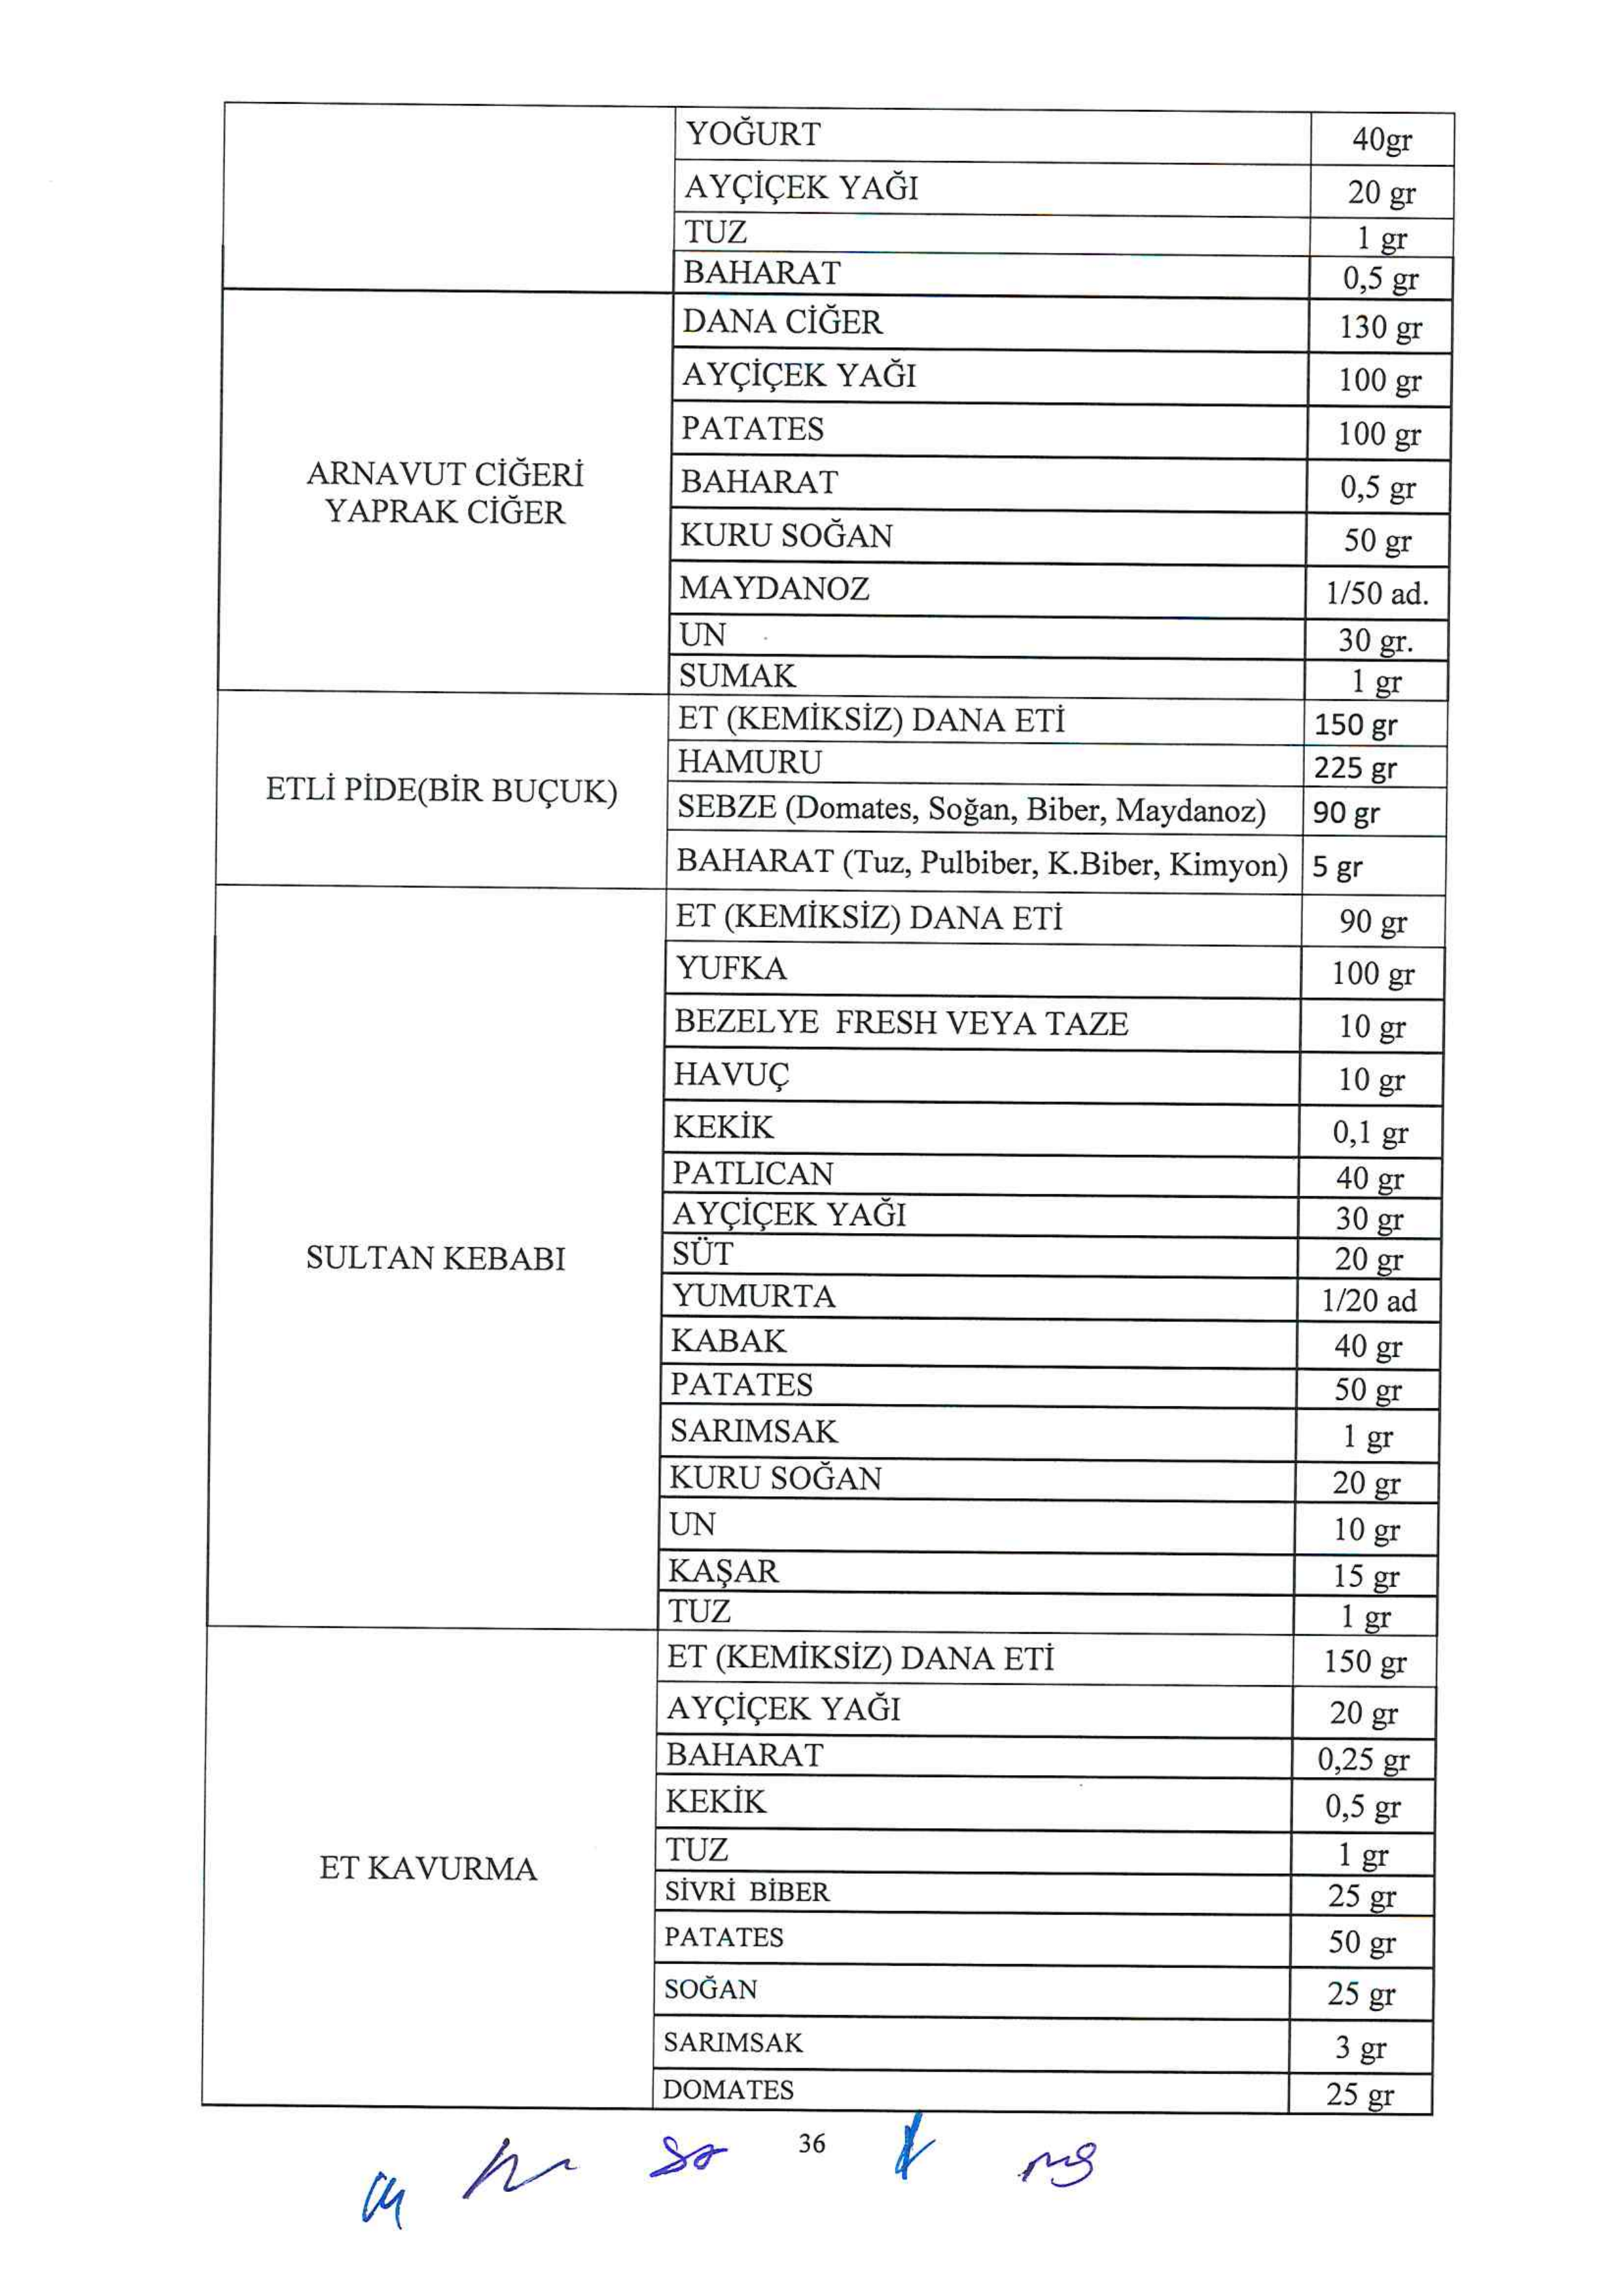 YOĞURT 40gr
AYÇİÇEK YAĞI 20 gr
TUZ 1 gr
BAHARAT 0,5 gr
ARNAVUT CİĞERİ
YAPRAK CİĞER
DANA CİĞER 130 gr
AYÇİÇEK YAĞI 100 gr
PATATES 100 gr
BAHARAT 0,5 gr
KURU SOĞAN 50 gr
MAYDANOZ 1/50 ad.
UN 30 gr.
SUMAK 1 gr
ETLİ PİDE(BİR BUÇUK)
ET (KEMİKSİZ) DANA ETİ 150 gr
HAMURU 225 gr
SEBZE (Domates, Soğan, Biber, Maydanoz) 90 gr
BAHARAT (Tuz, Pulbiber, K.Biber, Kimyon) 5 gr
SULTAN KEBABI
ET (KEMİKSİZ) DANA ETİ 90 gr
YUFKA 100 gr
BEZELYE FRESH VEYA TAZE 10 gr
HAVUÇ 10 gr
KEKİK 0,1 gr
PATLICAN 40 gr
AYÇİÇEK YAĞI 30 gr
SÜT 20 gr
YUMURTA 1/20 ad
KABAK 40 gr
PATATES 50 gr
SARIMSAK 1 gr
KURU SOĞAN 20 gr
UN 10 gr
KAŞAR 15 gr
TUZ 1 gr
ET KAVURMA
ET (KEMİKSİZ) DANA ETİ 150 gr
AYÇİÇEK YAĞI 20 gr
BAHARAT 0,25 gr
KEKİK 0,5 gr
TUZ 1 gr
SİVRİ BİBER 25 gr
PATATES 50 gr
SOĞAN 25 gr
SARIMSAK 3 gr
DOMATES 25 gr
36